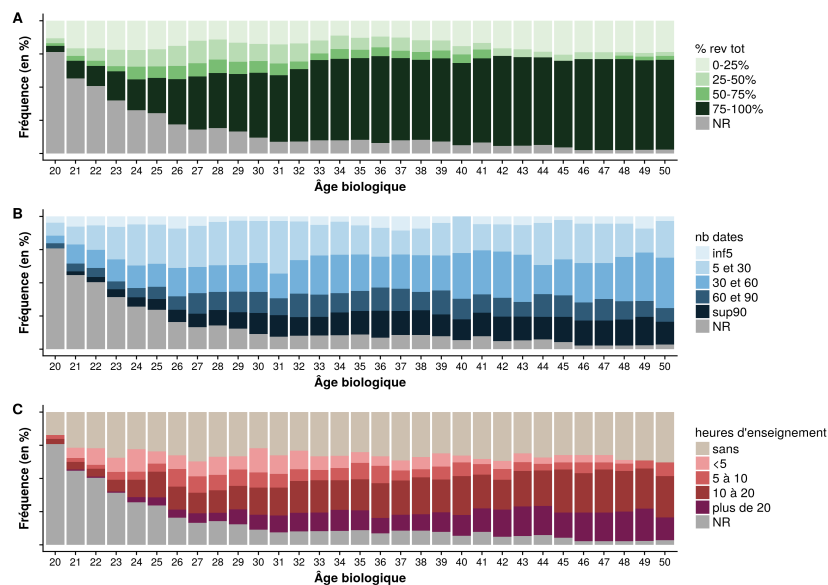 A
Fréquence (en %)
20 21 22 23 24 25 26 27 28 29 30 31 32 33 34 35 36 37 38 39 40 41 42 43 44 45 46 47 48 49 50
Âge biologique
% rev tot
0-25%
25-50%
50-75%
75-100%
NR
B
Fréquence (en %)
20 21 22 23 24 25 26 27 28 29 30 31 32 33 34 35 36 37 38 39 40 41 42 43 44 45 46 47 48 49 50
Âge biologique
nb dates
inf5
5 et 30
30 et 60
60 et 90
sup90
NR
C
Fréquence (en %)
20 21 22 23 24 25 26 27 28 29 30 31 32 33 34 35 36 37 38 39 40 41 42 43 44 45 46 47 48 49 50
Âge biologique
heures d'enseignement
sans
<5
5 à 10
10 à 20
plus de 20
NR